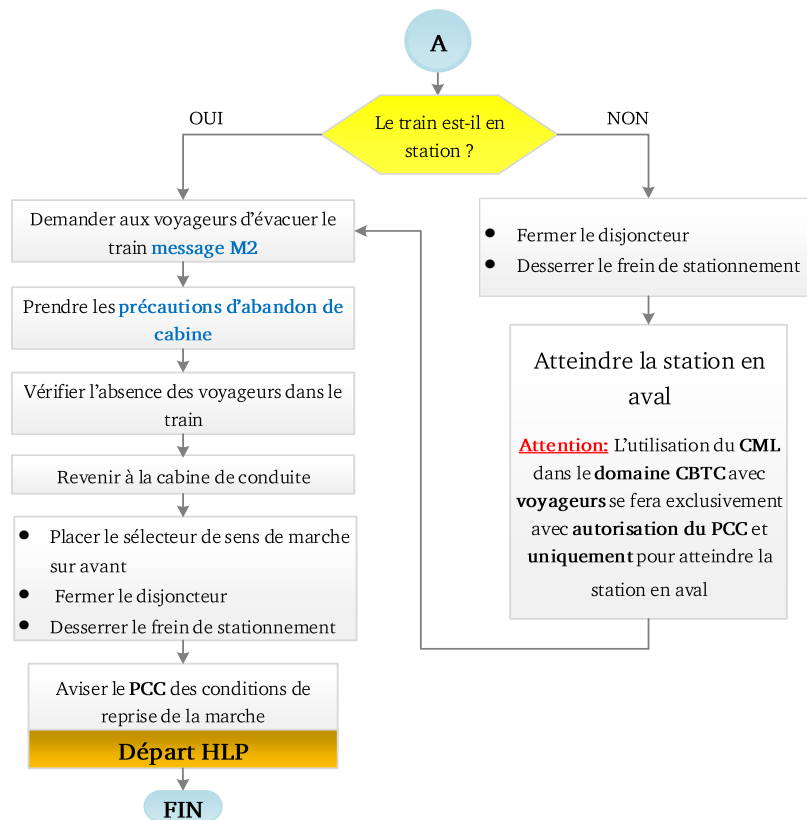 A
Le train est-il en
station ?
OUI
NON
Demander aux voyageurs d'évacuer le
train message M2
Prendre les précautions d'abandon de
cabine
Vérifier l'absence des voyageurs dans le
train
Revenir à la cabine de conduite
• Placer le sélecteur de sens de marche
sur avant
• Fermer le disjoncteur
• Desserrer le frein de stationnement
Aviser le PCC des conditions de
reprise de la marche
Départ HLP
FIN
• Fermer le disjoncteur
• Desserrer le frein de stationnement
Atteindre la station en
aval
Attention: L'utilisation du CML
dans le domaine CBTC avec
voyageurs se fera exclusivement
avec autorisation du PCC et
uniquement pour atteindre la
station en aval